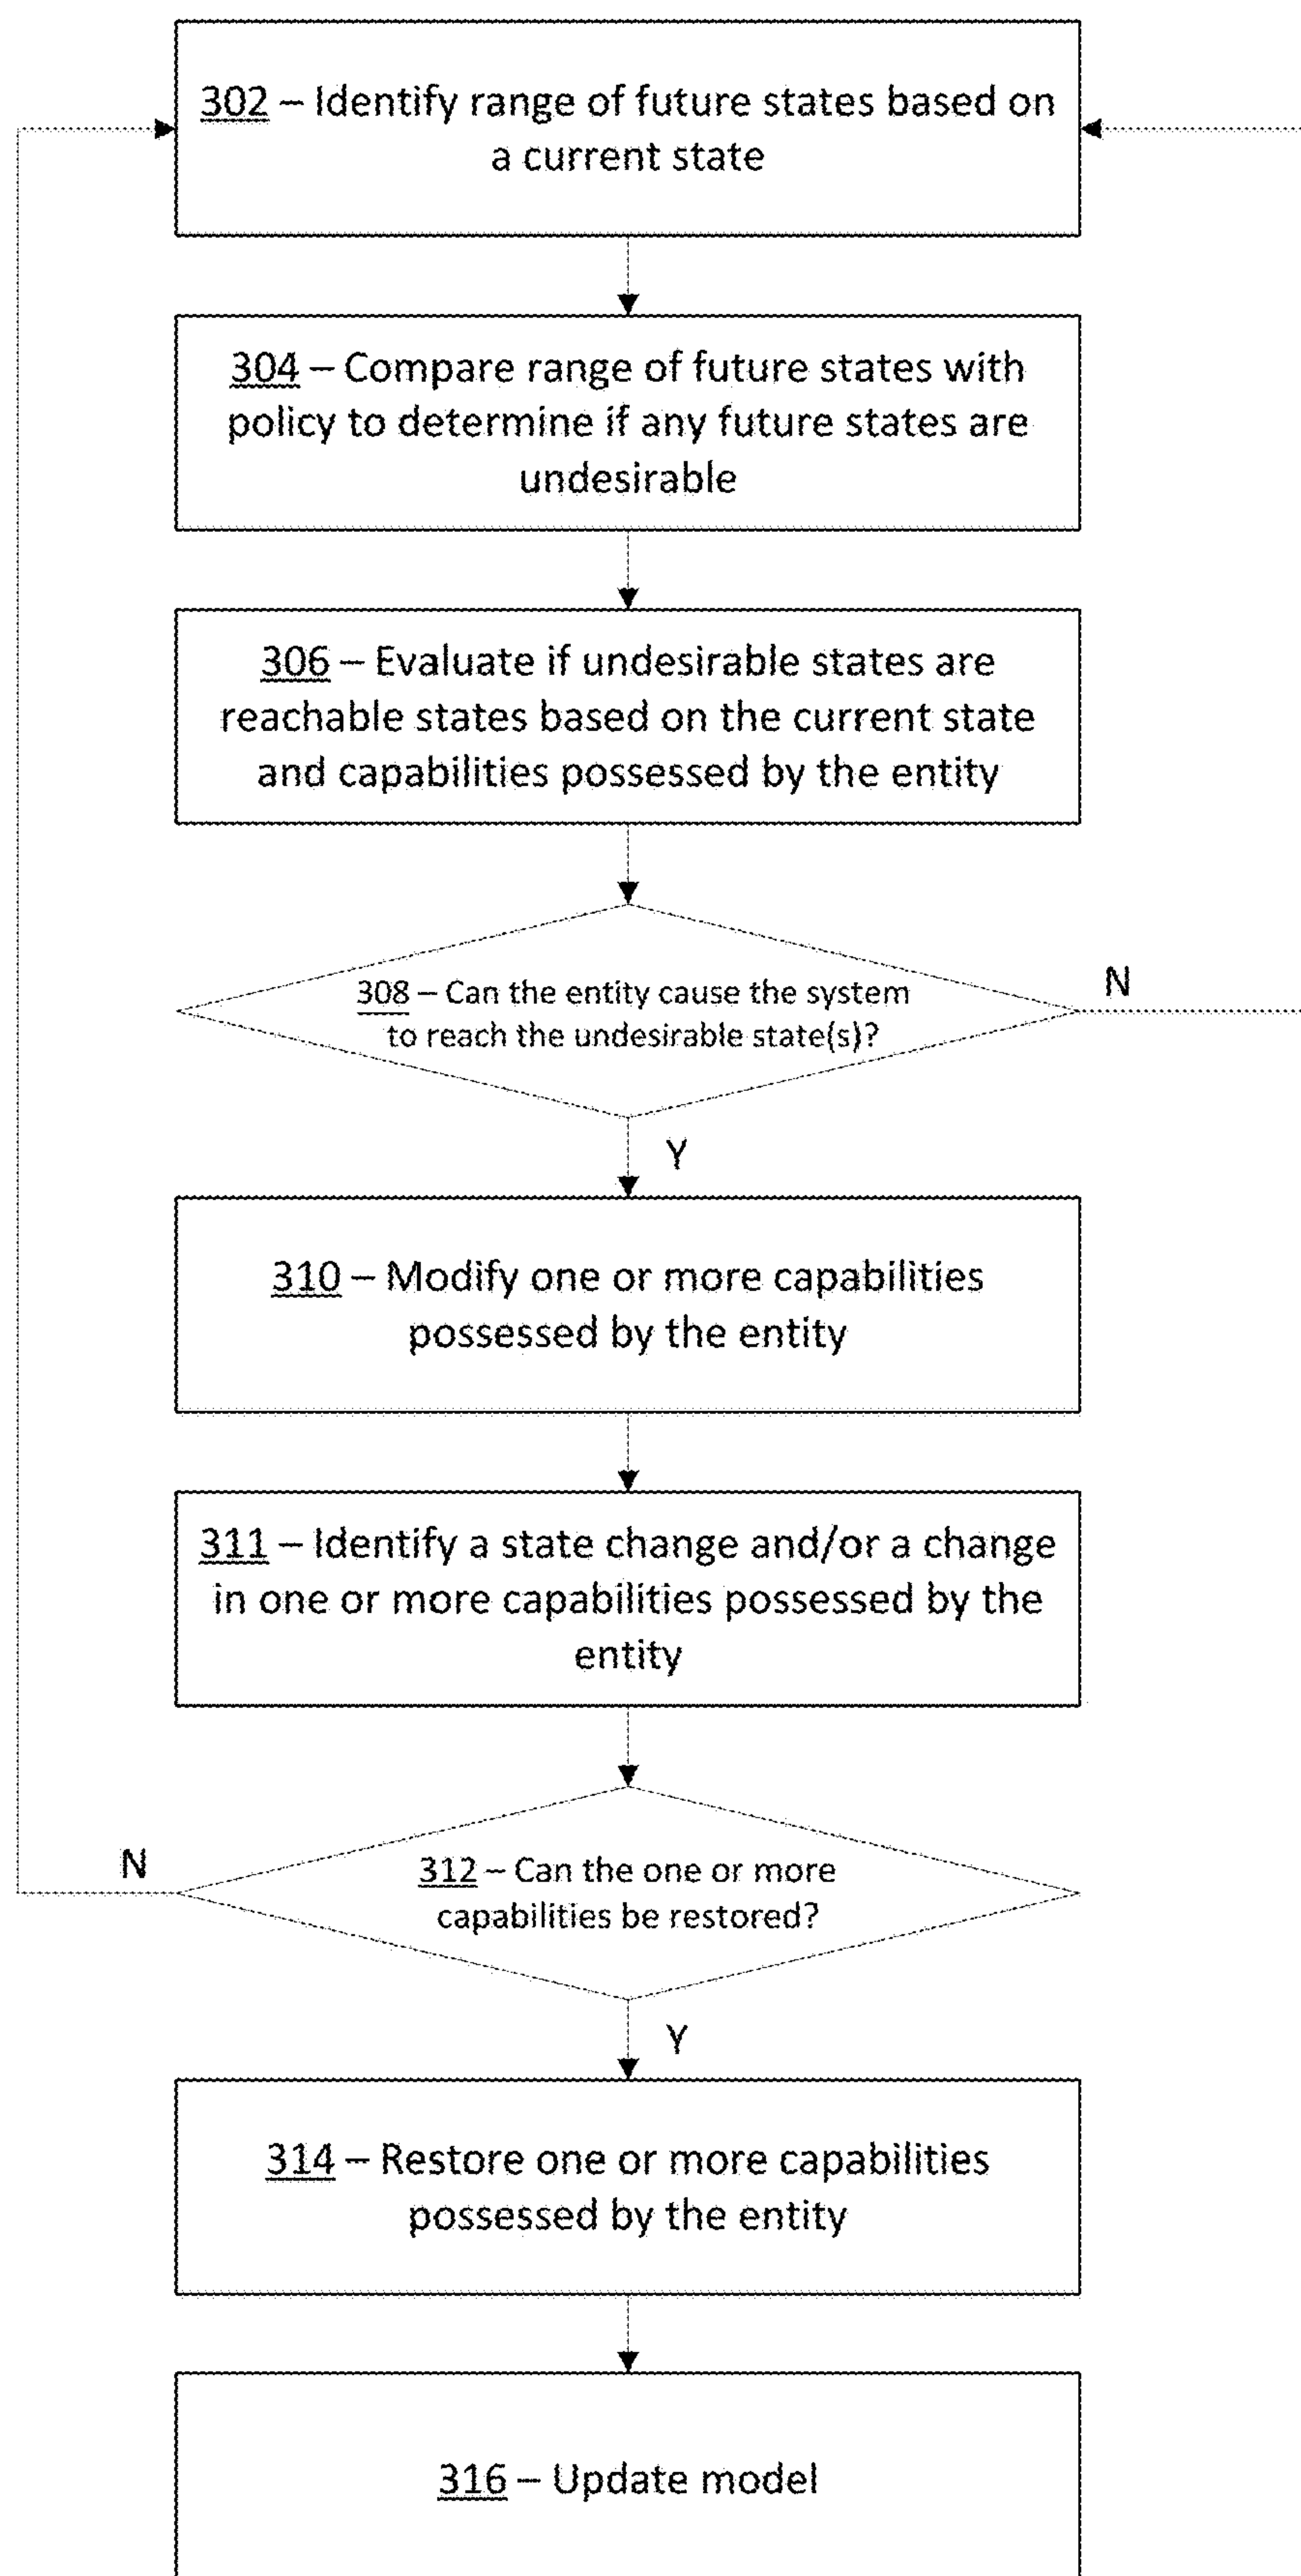 302 – Identify range of future states based on
a current state
304 – Compare range of future states with
policy to determine if any future states are
undesirable
306 – Evaluate if undesirable states are
reachable states based on the current state
and capabilities possessed by the entity
308 – Can the entity cause the system
to reach the undesirable state(s)?
N
Y
310 – Modify one or more capabilities
possessed by the entity
311 – Identify a state change and/or a change
in one or more capabilities possessed by the
entity
N
312 – Can the one or more
capabilities be restored?
Y
314 – Restore one or more capabilities
possessed by the entity
316 – Update model